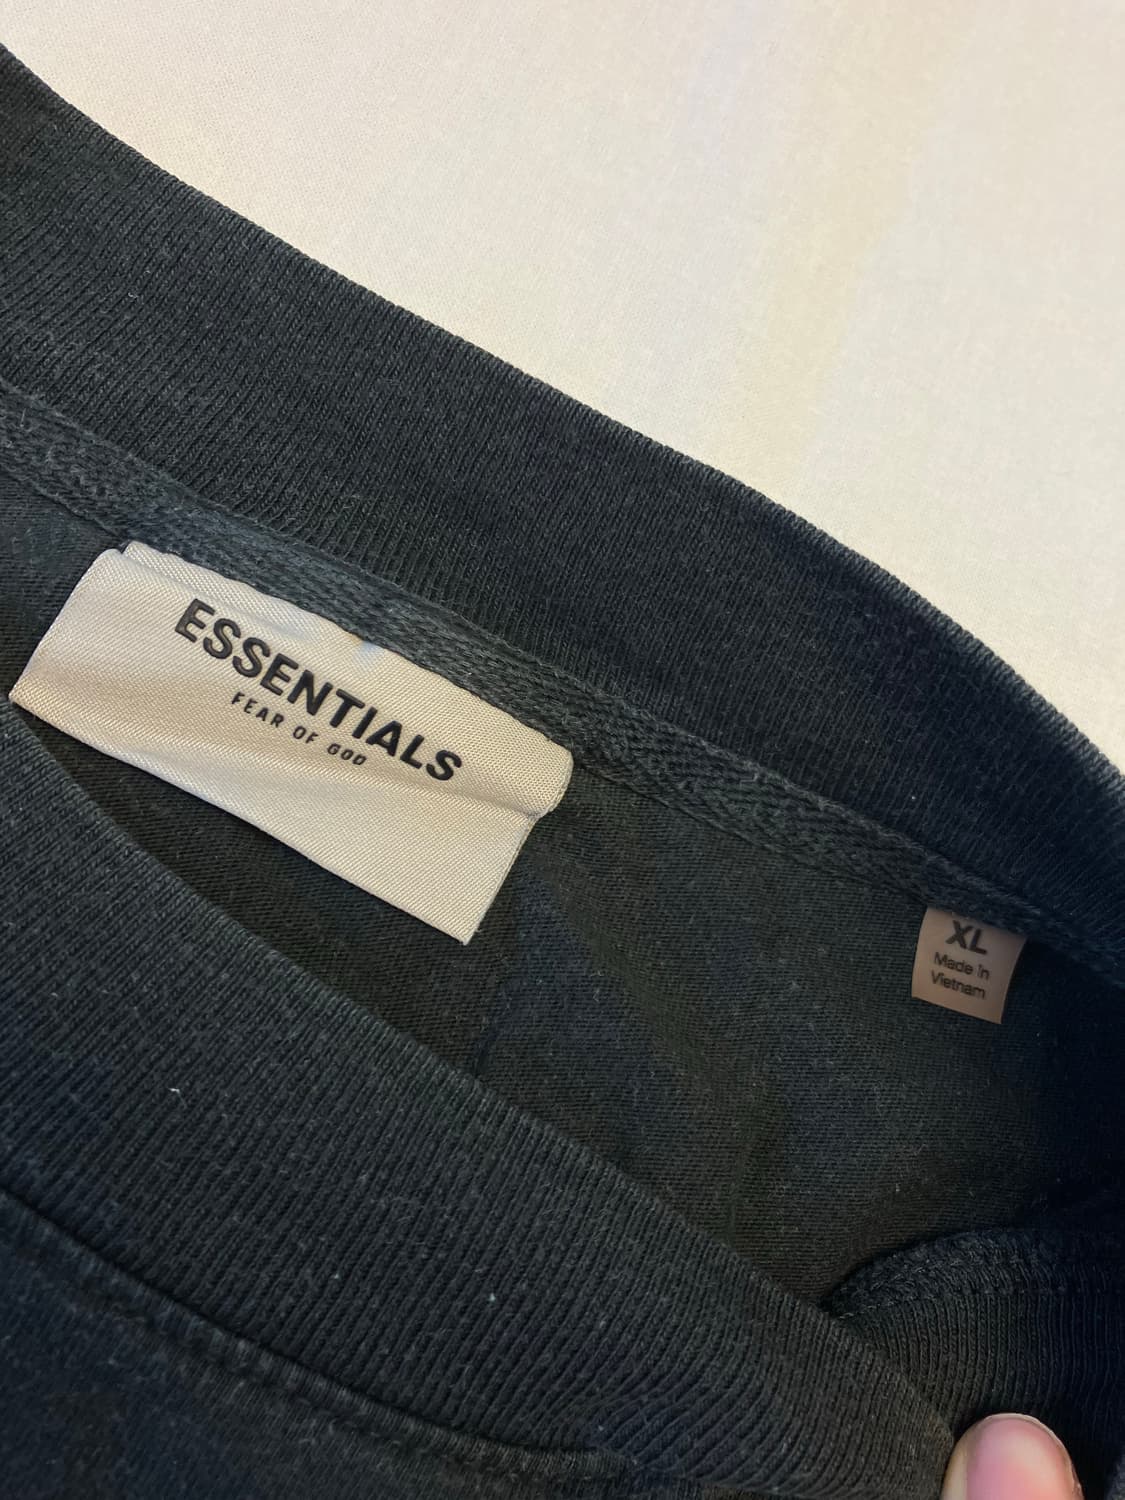 ESSENTIALS
FEAR OF GOD
XL
Made In
Vietnam